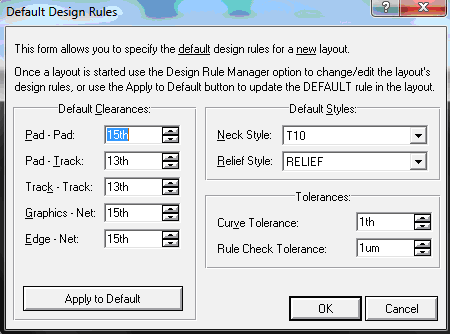 Default Design Rules
This form allows you to specify the default design rules for a new layout.
Once a layout is started use the Design Rule Manager option to change/edit the layout's
design rules, or use the Apply to Default button to update the DEFAULT rule in the layout.
Default Clearances:
Pad - Pad: 15th
Pad - Track: 13th
Track - Track: 13th
Graphics - Net: 15th
Edge - Net: 15th
Apply to Default
Default Styles:
Neck Style: T10
Relief Style: RELIEF
Tolerances:
Curve Tolerance: 1th
Rule Check Tolerance: 1um
OK Cancel